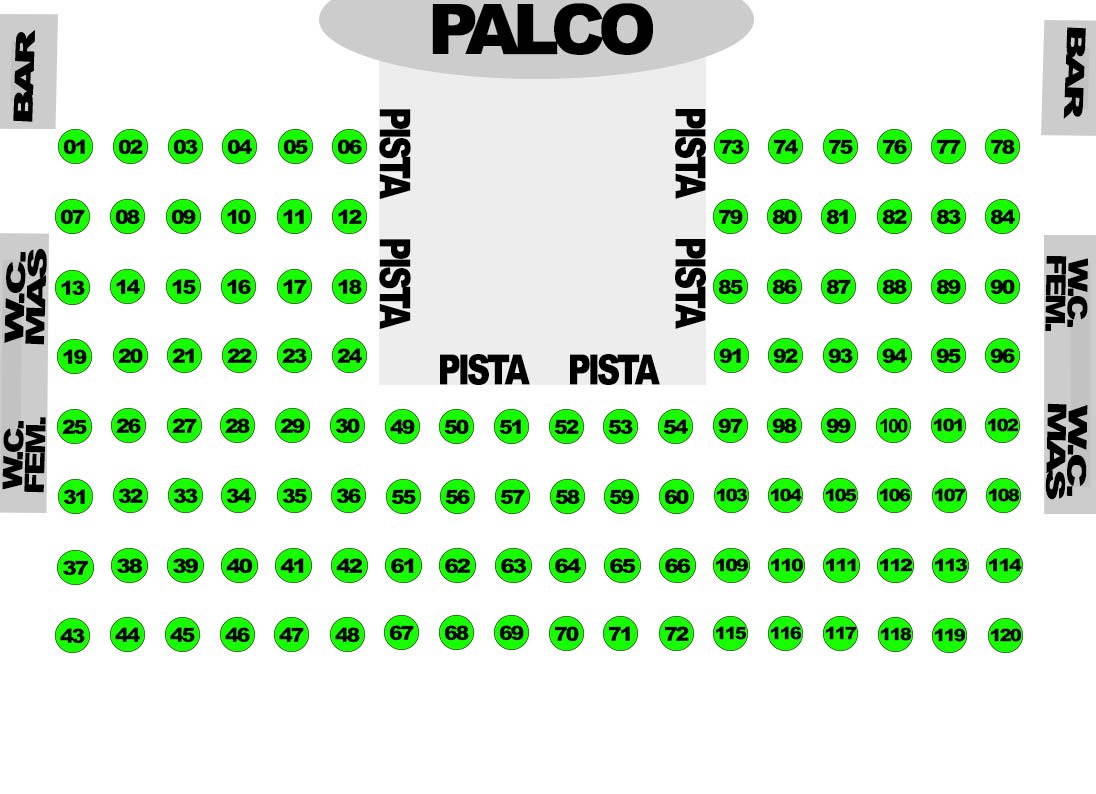 PALCO
BAR
BAR
PISTA
PISTA
01 02 03 04 05 06
73 74 75 76 77 78
07 08 09 10 11 12
79 80 81 82 83 84
PISTA
PISTA
W.C. MAS
W.C. FEM.
13 14 15 16 17 18
85 86 87 88 89 90
19 20 21 22 23 24
91 92 93 94 95 96
PISTA PISTA
W.C. FEM.
W.C. MAS
25 26 27 28 29 30 49 50 51 52 53 54 97 98 99 100 101 102
31 32 33 34 35 36 55 56 57 58 59 60 103 104 105 106 107 108
37 38 39 40 41 42 61 62 63 64 65 66 109 110 111 112 113 114
43 44 45 46 47 48 67 68 69 70 71 72 115 116 117 118 119 120